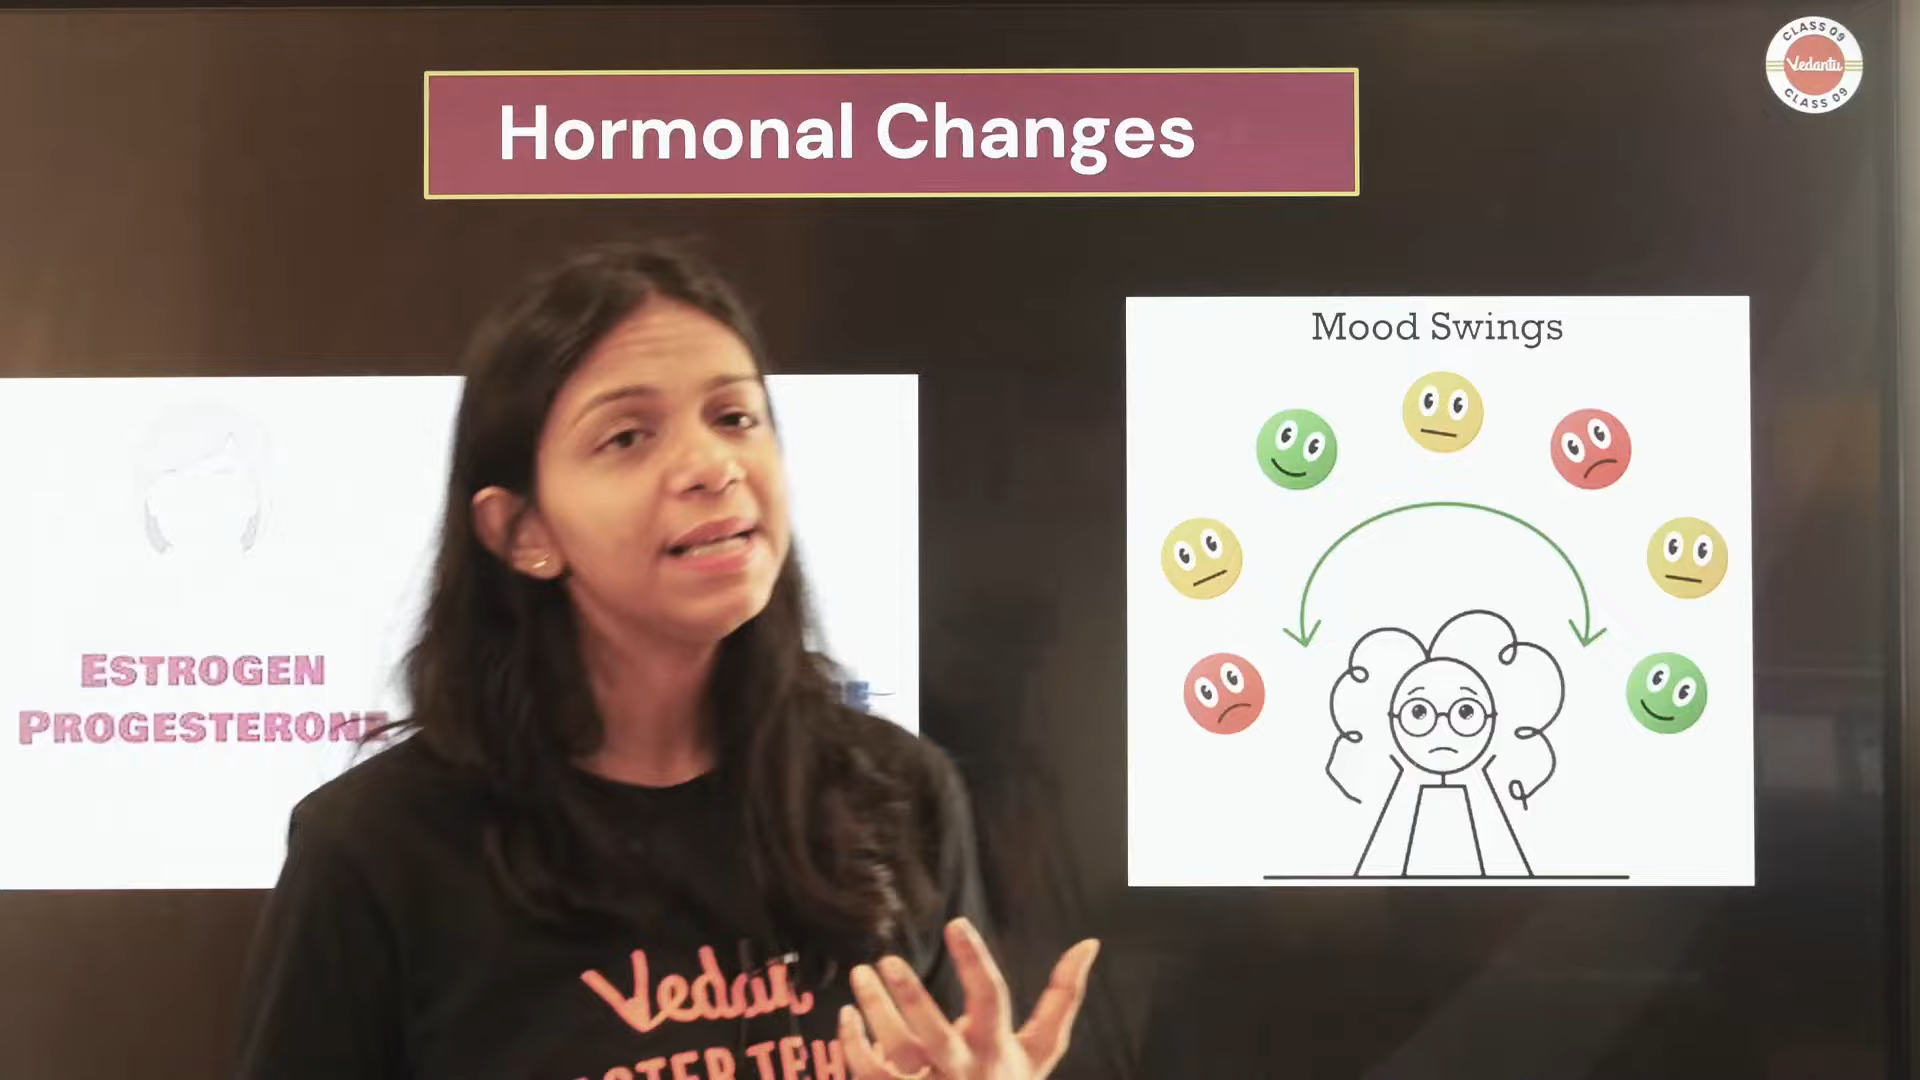 CLASS 09
Vedantu
CLASS 09
Hormonal Changes
Mood Swings
ESTROGEN
PROGESTERONE